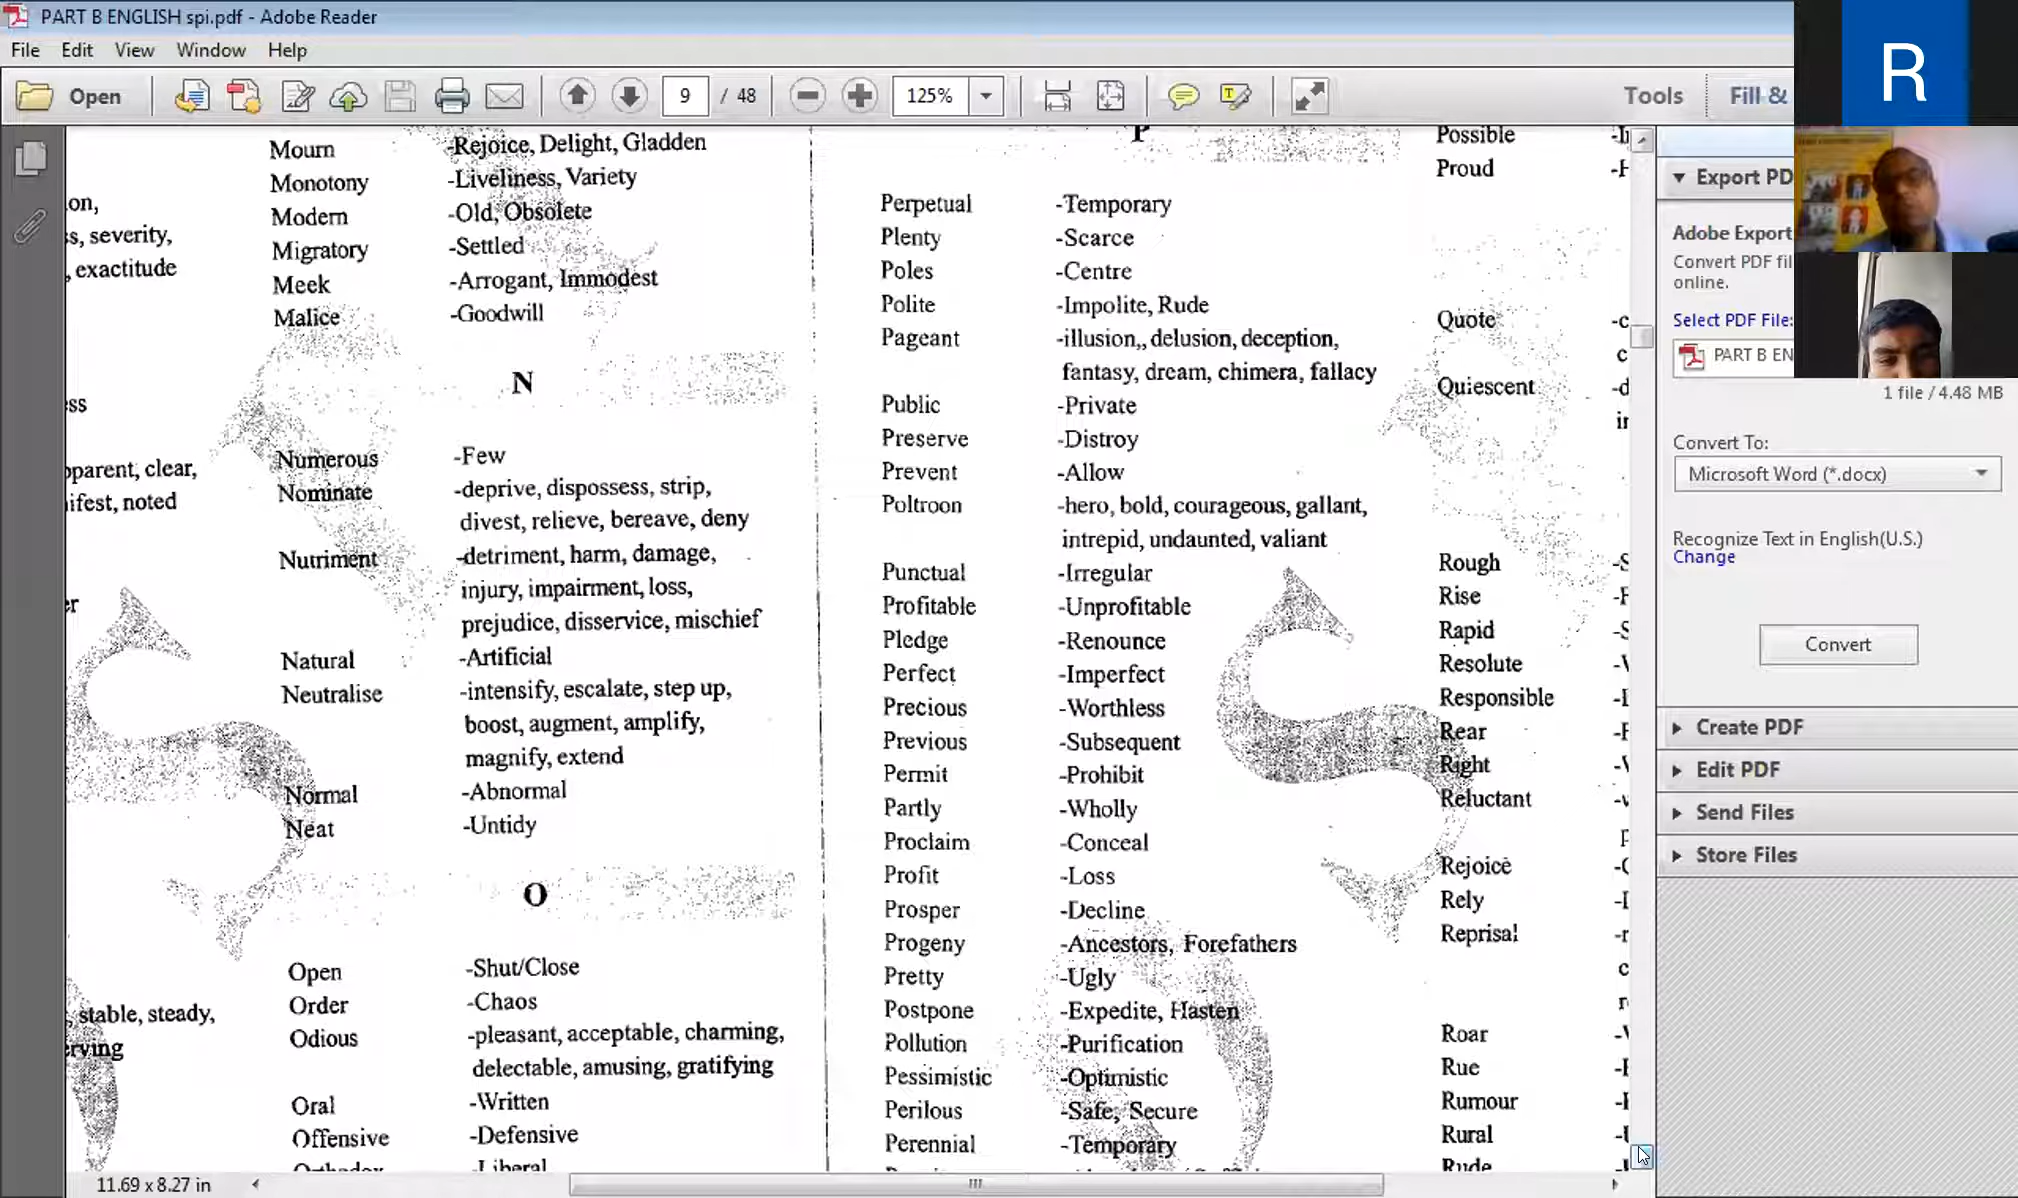 PART B ENGLISH spi.pdf - Adobe Reader
File Edit View Window Help
Open 9 / 48 125% Tools Fill &
R
on,
s, severity,
, exactitude
ss
pparent, clear,
ifest, noted
er
stable, steady,
erving
Mourn -Rejoice, Delight, Gladden
Monotony -Liveliness, Variety
Modern -Old, Obsolete
Migratory -Settled
Meek -Arrogant, Immodest
Malice -Goodwill
N
Numerous -Few
Nominate -deprive, dispossess, strip,
divest, relieve, bereave, deny
Nutriment -detriment, harm, damage,
injury, impairment, loss,
prejudice, disservice, mischief
Natural -Artificial
Neutralise -intensify, escalate, step up,
boost, augment, amplify,
magnify, extend
Normal -Abnormal
Neat -Untidy
O
Open -Shut/Close
Order -Chaos
Odious -pleasant, acceptable, charming,
delectable, amusing, gratifying
Oral -Written
Offensive -Defensive
Orthodox -Liberal
P
Perpetual -Temporary
Plenty -Scarce
Poles -Centre
Polite -Impolite, Rude
Pageant -illusion,, delusion, deception,
fantasy, dream, chimera, fallacy
Public -Private
Preserve -Distroy
Prevent -Allow
Poltroon -hero, bold, courageous, gallant,
intrepid, undaunted, valiant
Punctual -Irregular
Profitable -Unprofitable
Pledge -Renounce
Perfect -Imperfect
Precious -Worthless
Previous -Subsequent
Permit -Prohibit
Partly -Wholly
Proclaim -Conceal
Profit -Loss
Prosper -Decline
Progeny -Ancestors, Forefathers
Pretty -Ugly
Postpone -Expedite, Hasten
Pollution -Purification
Pessimistic -Optimistic
Perilous -Safe, Secure
Perennial -Temporary
Possible
Proud
Quote
Quiescent
Rough
Rise
Rapid
Resolute
Responsible
Rear
Right
Reluctant
Rejoice
Rely
Reprisal
Roar
Rue
Rumour
Rural
Rude
Export PD
Adobe Export
Convert PDF fil
online.
Select PDF File:
PART B EN
1 file / 4.48 MB
Convert To:
Microsoft Word (*.docx)
Recognize Text in English(U.S.)
Change
Convert
Create PDF
Edit PDF
Send Files
Store Files
11.69 x 8.27 in